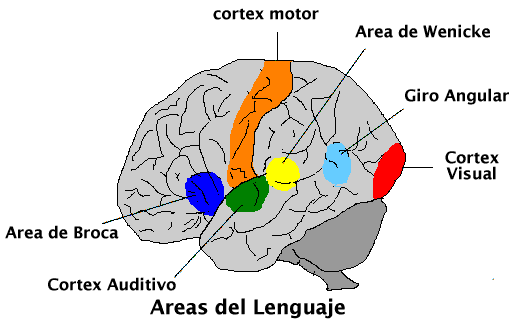 cortex motor
Area de Wenicke
Giro Angular
Cortex
Visual
Area de Broca
Cortex Auditivo
Areas del Lenguaje